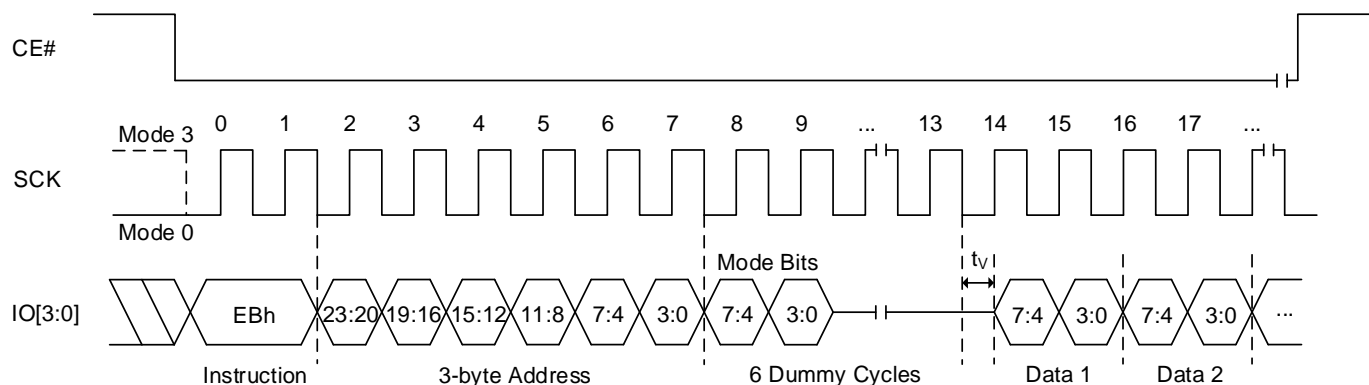 CE#
0 1 2 3 4 5 6 7 8 9 ... 13 14 15 16 17 ...
Mode 3
SCK
Mode 0
Mode Bits
tV
IO[3:0] EBh 23:20 19:16 15:12 11:8 7:4 3:0 7:4 3:0 7:4 3:0 7:4 3:0 ...
Instruction 3-byte Address 6 Dummy Cycles Data 1 Data 2